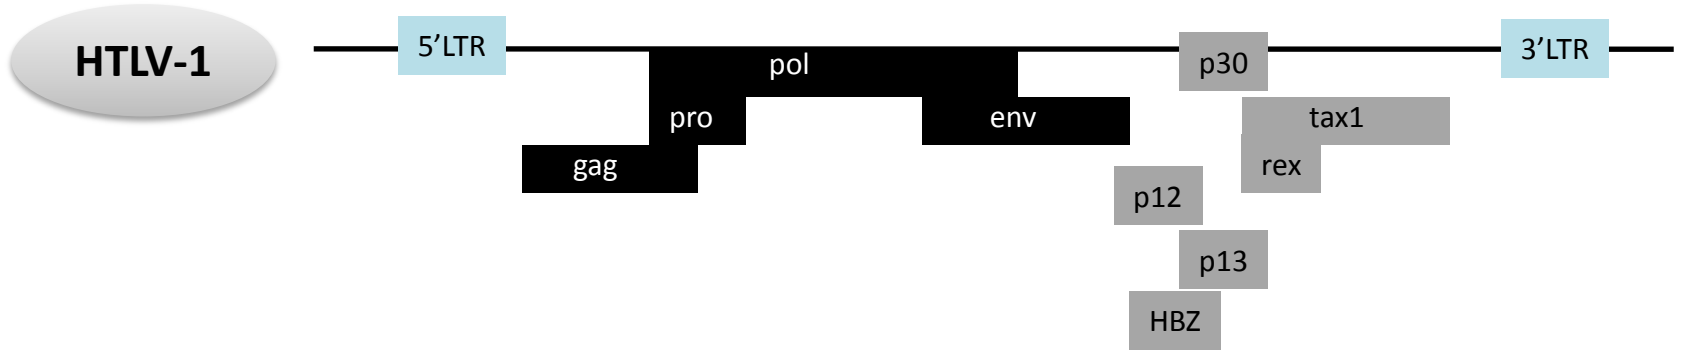 HTLV-1
5’LTR
pol
p30
3’LTR
pro
env
tax1
gag
rex
p12
p13
HBZ